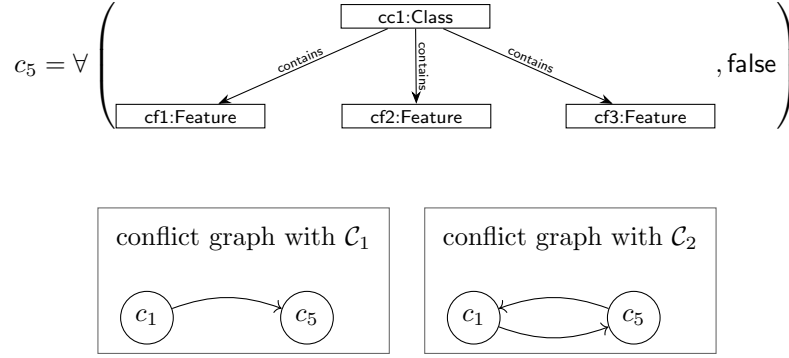 cc1:Class
contains contains contains
c₅ = ∀ ( , false )
cf1:Feature cf2:Feature cf3:Feature
conflict graph with 𝒞₁ conflict graph with 𝒞₂
c₁ c₅ c₁ c₅